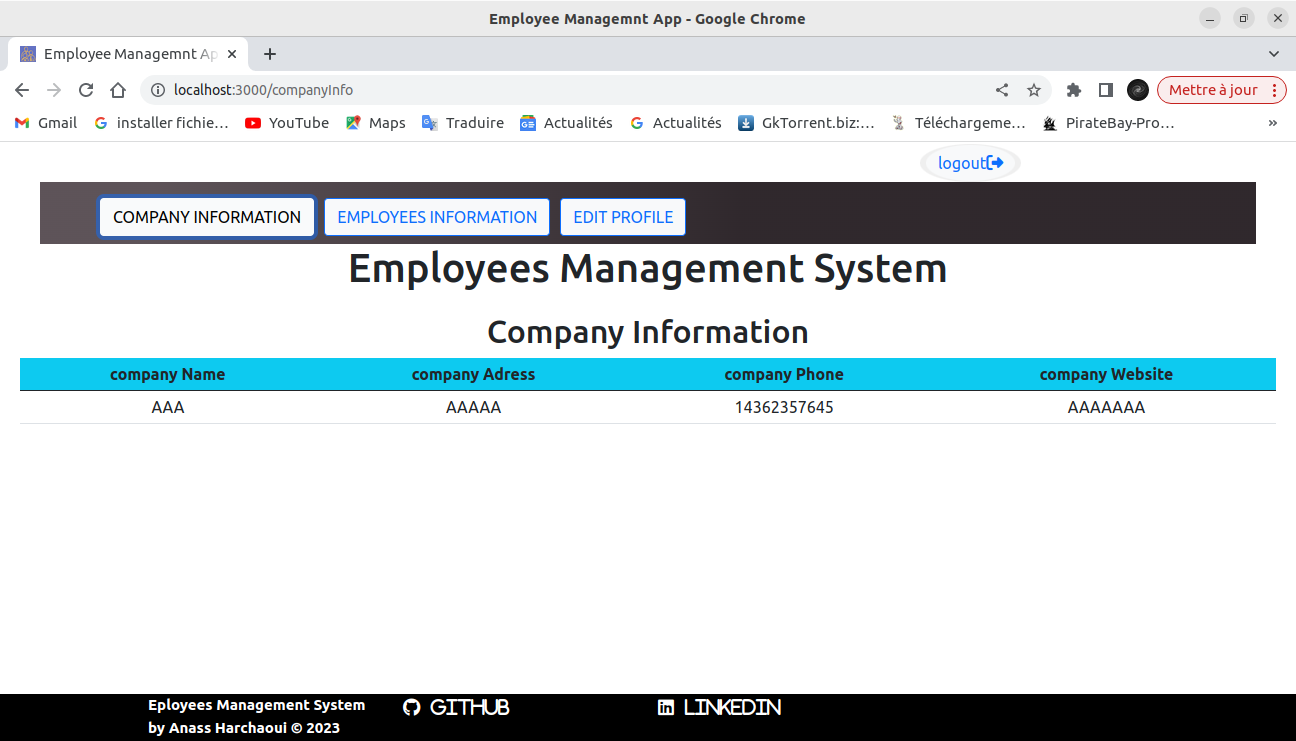 Employee Managemnt App - Google Chrome
Employee Managemnt Ap
localhost:3000/companyInfo
Mettre à jour
Gmail
installer fichie...
YouTube
Maps
Traduire
Actualités
Actualités
GkTorrent.biz:...
Téléchargeme...
PirateBay-Pro...
»
logout
COMPANY INFORMATION
EMPLOYEES INFORMATION
EDIT PROFILE
Employees Management System
Company Information
company Name company Adress company Phone company Website
AAA AAAAA 14362357645 AAAAAAA
Eployees Management System
by Anass Harchaoui © 2023
GITHUB
LINKEDIN